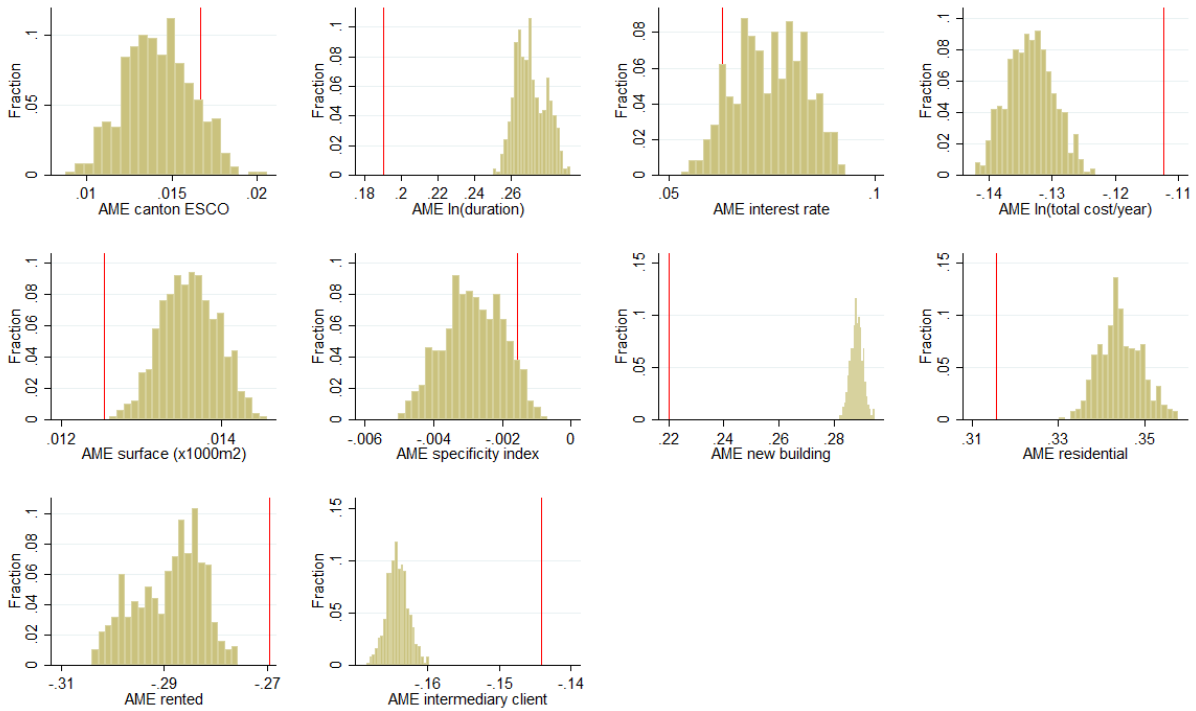 Fraction
0 .05 .1
.01 .015 .02
AME canton ESCO
Fraction
0 .02 .04 .06 .08 .1
.18 .2 .22 .24 .26
AME ln(duration)
Fraction
0 .02 .04 .06 .08
.05 .1
AME interest rate
Fraction
0 .02 .04 .06 .08 .1
-.14 -.13 -.12 -.11
AME ln(total cost/year)
Fraction
0 .02 .04 .06 .08 .1
.012 .014
AME surface (x1000m2)
Fraction
0 .02 .04 .06 .08 .1
-.006 -.004 -.002 0
AME specificity index
Fraction
0 .05 .1 .15
.22 .24 .26 .28
AME new building
Fraction
0 .05 .1 .15
.31 .33 .35
AME residential
Fraction
0 .02 .04 .06 .08 .1
-.31 -.29 -.27
AME rented
Fraction
0 .05 .1 .15
-.16 -.15 -.14
AME intermediary client